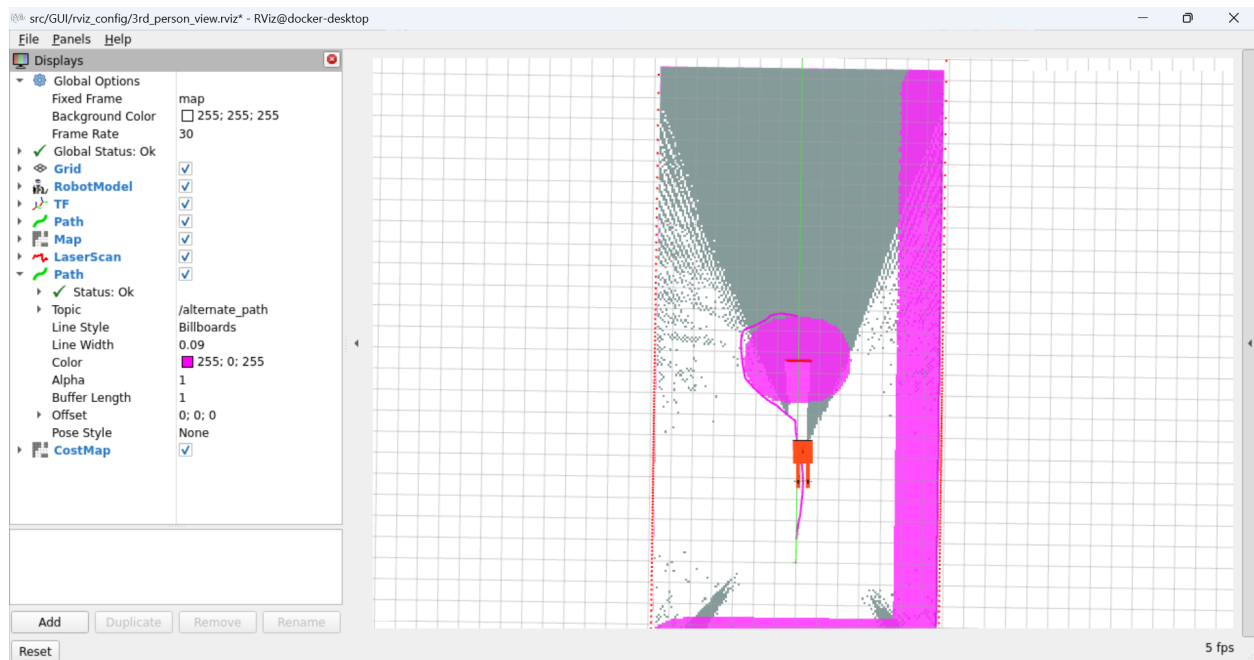 src/GUI/rviz_config/3rd_person_view.rviz* - RViz@docker-desktop
File Panels Help
Displays
Global Options
Fixed Frame map
Background Color 255; 255; 255
Frame Rate 30
Global Status: Ok
Grid
RobotModel
TF
Path
Map
LaserScan
Path
Status: Ok
Topic /alternate_path
Line Style Billboards
Line Width 0.09
Color 255; 0; 255
Alpha 1
Buffer Length 1
Offset 0; 0; 0
Pose Style None
CostMap
Add Duplicate Remove Rename
Reset 5 fps